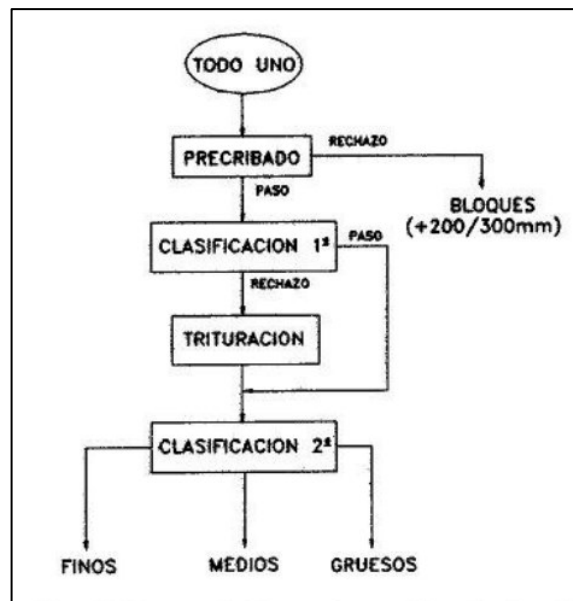 TODO UNO
RECHAZO
PRECRIBADO
PASO
BLOQUES
(+200/300mm)
CLASIFICACION 1ª
PASO
RECHAZO
TRITURACION
CLASIFICACION 2ª
FINOS
MEDIOS
GRUESOS